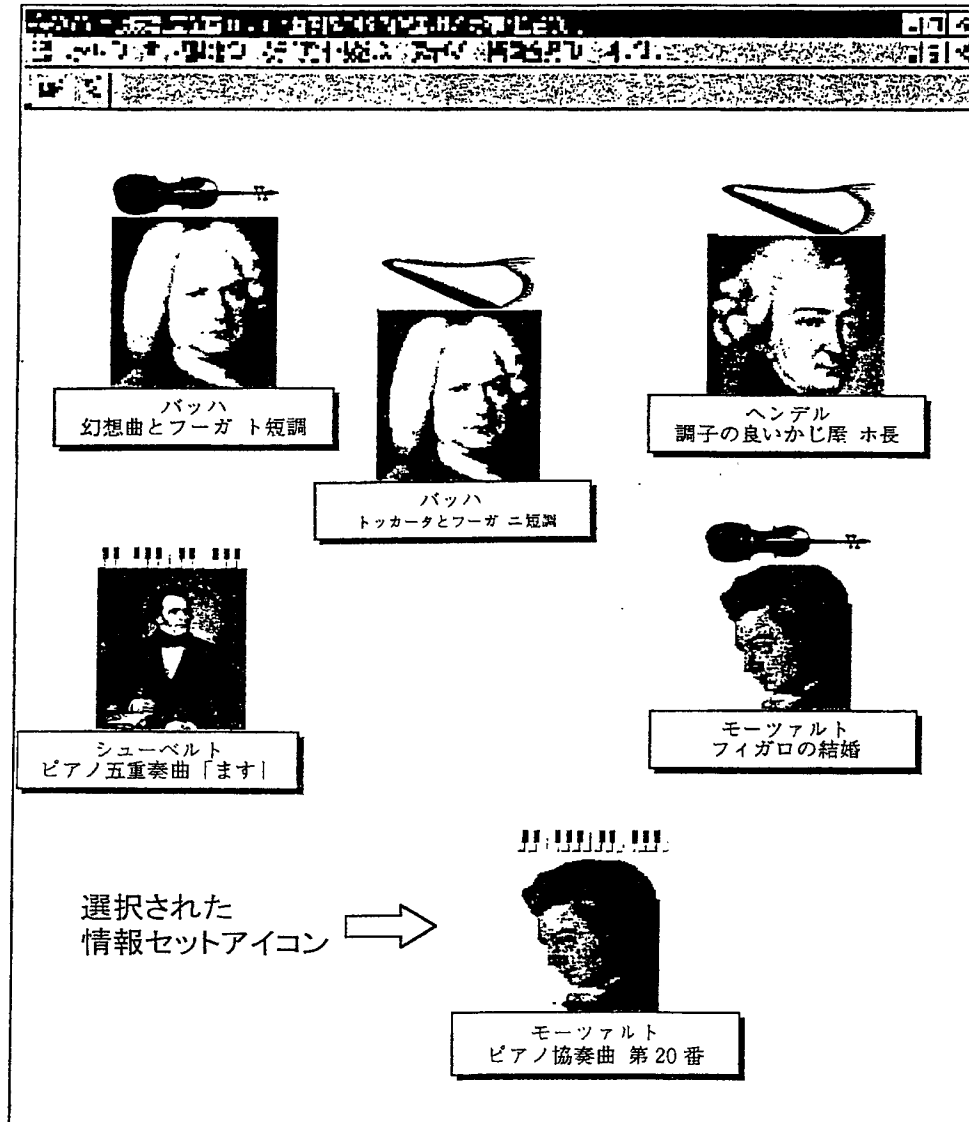 バッハ
幻想曲とフーガ ト短調
バッハ
トッカータとフーガ ニ短調
ヘンデル
調子の良いかじ屋 ホ長
シューベルト
ピアノ五重奏曲「ます」
モーツァルト
フィガロの結婚
選択された
情報セットアイコン
モーツァルト
ピアノ協奏曲 第20番